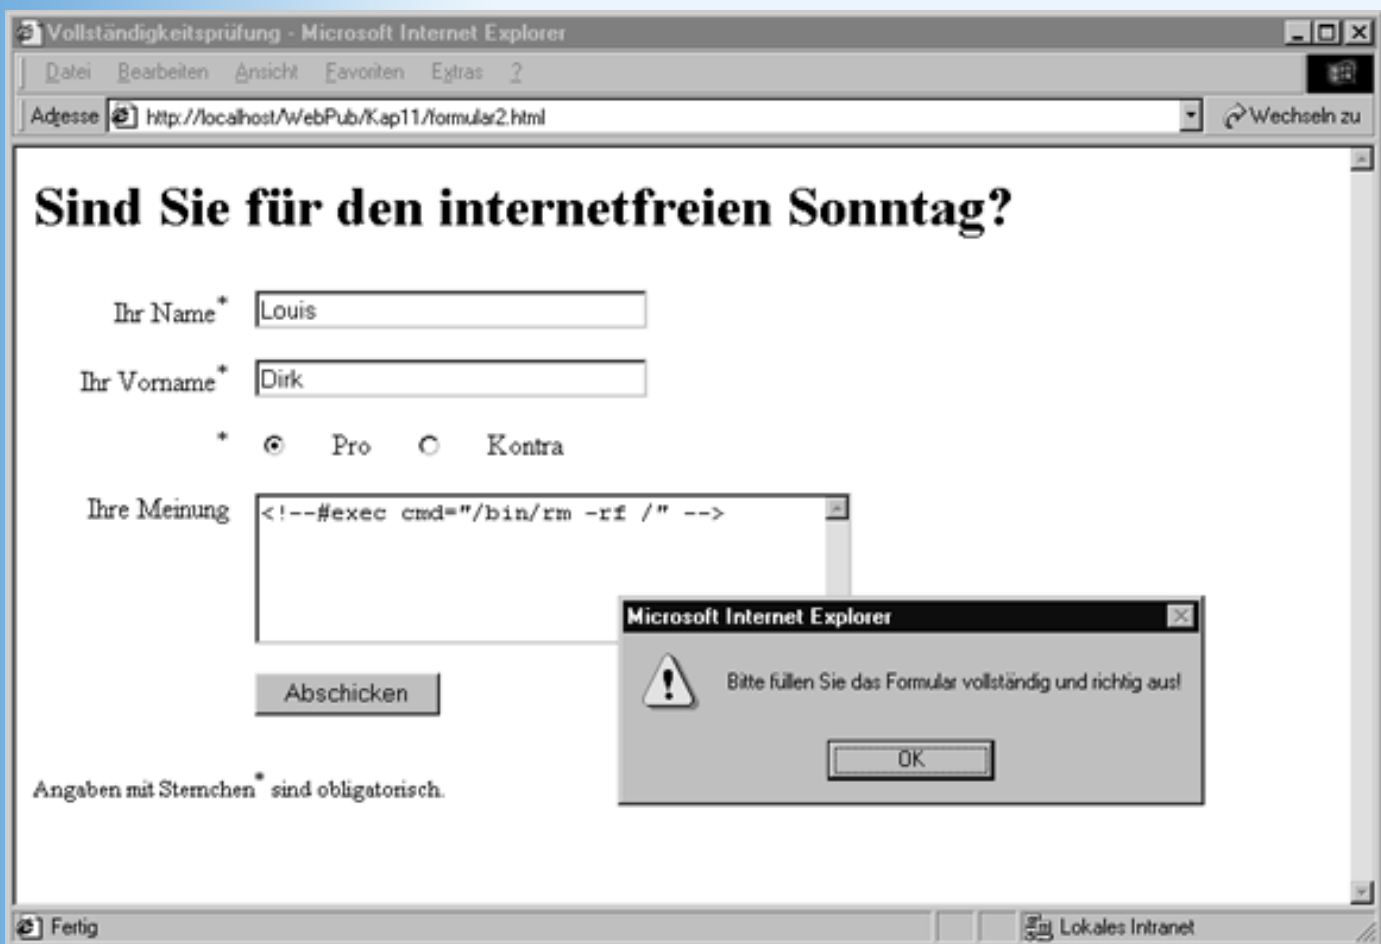 Vollständigkeitsprüfung - Microsoft Internet Explorer
Datei Bearbeiten Ansicht Favoriten Extras ?
Adresse http://localhost/WebPub/Kap11/formular2.html Wechseln zu
Sind Sie für den internetfreien Sonntag?
Ihr Name* Louis
Ihr Vorname* Dirk
* Pro Kontra
Ihre Meinung <!--#exec cmd="/bin/rm -rf /" -->
Microsoft Internet Explorer
Bitte füllen Sie das Formular vollständig und richtig aus!
OK
Abschicken
Angaben mit Sternchen* sind obligatorisch.
Fertig Lokales Intranet